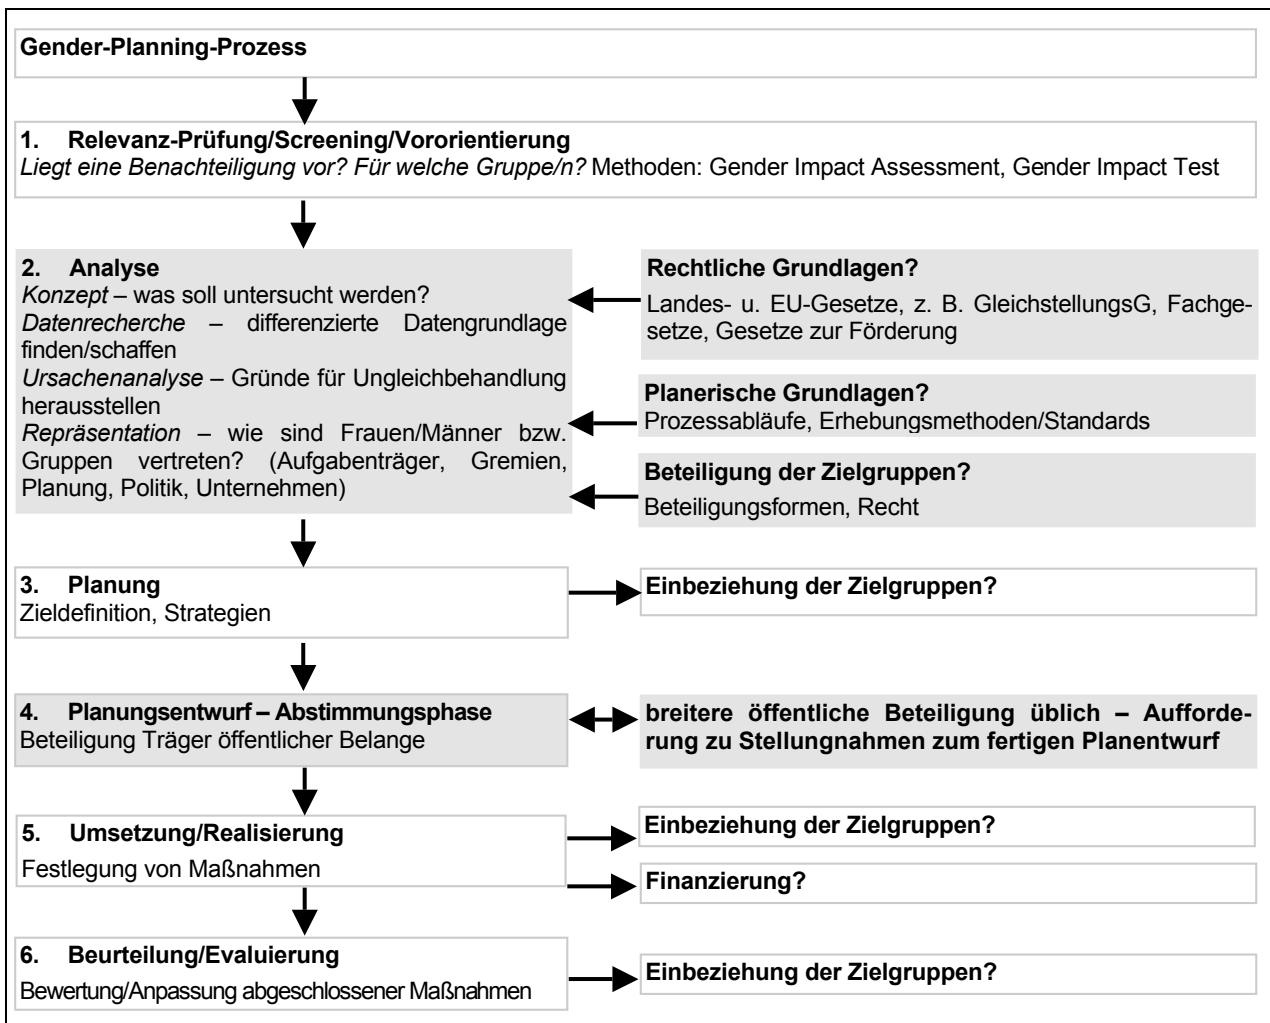 Gender-Planning-Prozess
1. Relevanz-Prüfung/Screening/Vororientierung
Liegt eine Benachteiligung vor? Für welche Gruppe/n? Methoden: Gender Impact Assessment, Gender Impact Test
2. Analyse
Konzept – was soll untersucht werden?
Datenrecherche – differenzierte Datengrundlage
finden/schaffen
Ursachenanalyse – Gründe für Ungleichbehandlung
herausstellen
Repräsentation – wie sind Frauen/Männer bzw.
Gruppen vertreten? (Aufgabenträger, Gremien,
Planung, Politik, Unternehmen)
Rechtliche Grundlagen?
Landes- u. EU-Gesetze, z. B. GleichstellungsG, Fachge-
setze, Gesetze zur Förderung
Planerische Grundlagen?
Prozessabläufe, Erhebungsmethoden/Standards
Beteiligung der Zielgruppen?
Beteiligungsformen, Recht
3. Planung
Zieldefinition, Strategien
Einbeziehung der Zielgruppen?
4. Planungsentwurf – Abstimmungsphase
Beteiligung Träger öffentlicher Belange
breitere öffentliche Beteiligung üblich – Aufforde-
rung zu Stellungnahmen zum fertigen Planentwurf
5. Umsetzung/Realisierung
Festlegung von Maßnahmen
Einbeziehung der Zielgruppen?
Finanzierung?
6. Beurteilung/Evaluierung
Bewertung/Anpassung abgeschlossener Maßnahmen
Einbeziehung der Zielgruppen?